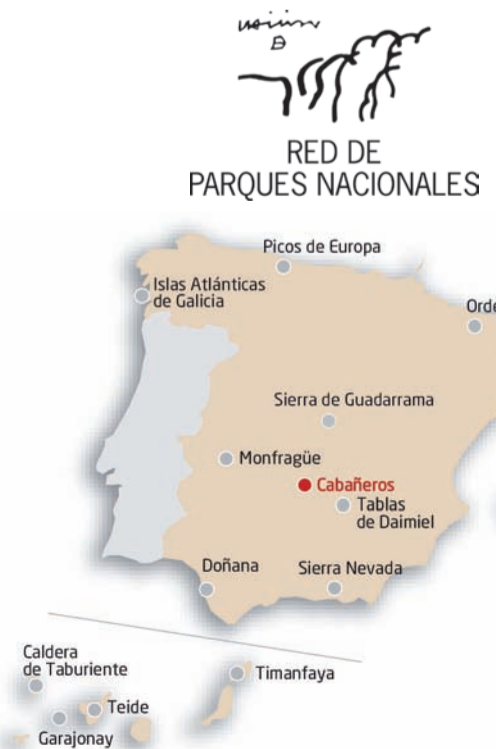 RED DE
PARQUES NACIONALES
Picos de Europa
Islas Atlánticas
de Galicia
Orde
Sierra de Guadarrama
Monfragüe
Cabañeros
Tablas
de Daimiel
Doñana
Sierra Nevada
Caldera
de Taburiente
Timanfaya
Teide
Garajonay